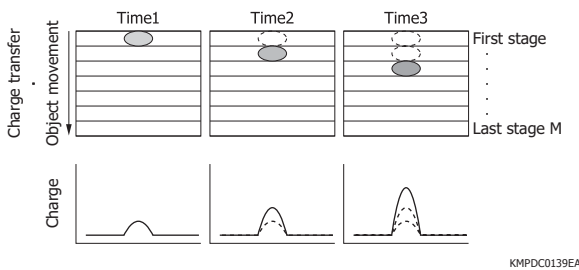 Time1
Time2
Time3
Charge transfer
·
Object movement
First stage
·
·
·
·
Last stage M
Charge
KMPDC0139EA